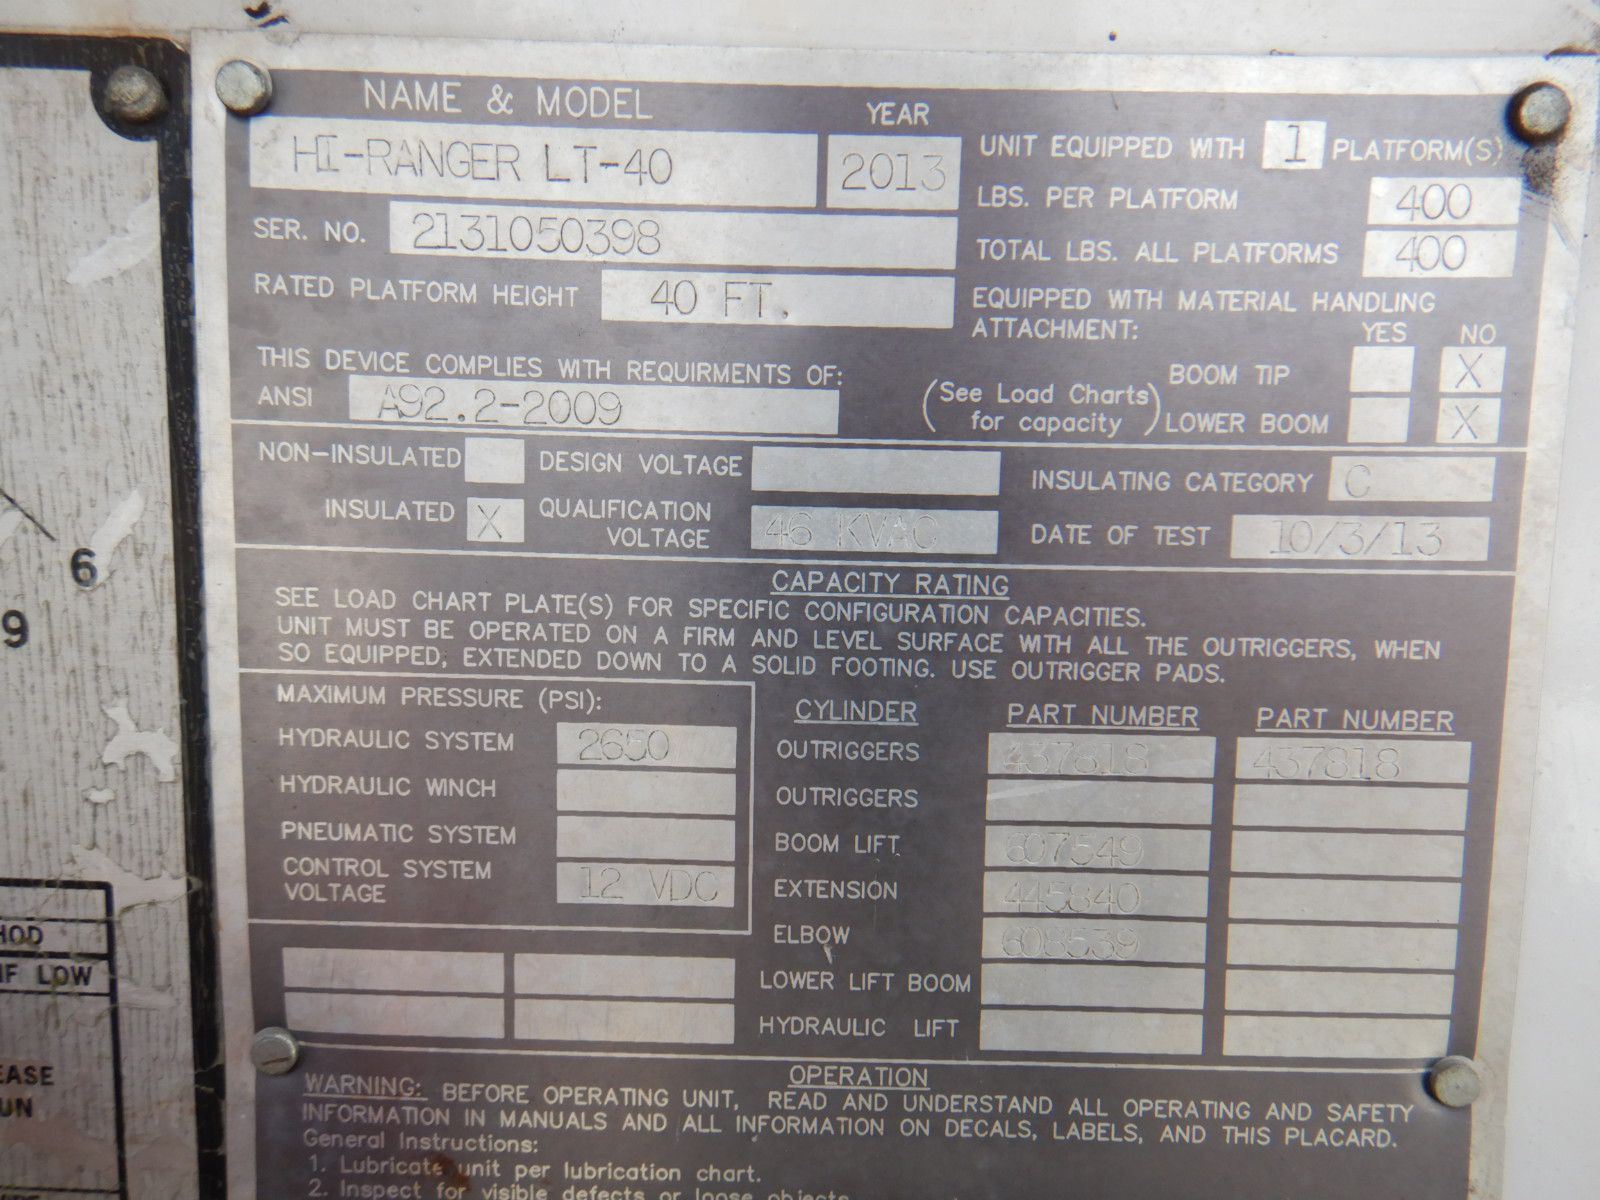 NAME & MODEL
YEAR
HI-RANGER LT-40
2013
UNIT EQUIPPED WITH 1 PLATFORM(S)
LBS. PER PLATFORM 400
SER. NO. 2131050398
TOTAL LBS. ALL PLATFORMS 400
RATED PLATFORM HEIGHT 40 FT.
EQUIPPED WITH MATERIAL HANDLING
ATTACHMENT: YES NO
THIS DEVICE COMPLIES WITH REQUIRMENTS OF:
ANSI A92.2-2009
(See Load Charts
for capacity)
BOOM TIP X
LOWER BOOM X
NON-INSULATED
DESIGN VOLTAGE
INSULATING CATEGORY C
INSULATED X
QUALIFICATION
VOLTAGE 46 KVAC
DATE OF TEST 10/3/13
CAPACITY RATING
SEE LOAD CHART PLATE(S) FOR SPECIFIC CONFIGURATION CAPACITIES.
UNIT MUST BE OPERATED ON A FIRM AND LEVEL SURFACE WITH ALL THE OUTRIGGERS, WHEN
SO EQUIPPED, EXTENDED DOWN TO A SOLID FOOTING. USE OUTRIGGER PADS.
MAXIMUM PRESSURE (PSI):
HYDRAULIC SYSTEM 2650
HYDRAULIC WINCH
PNEUMATIC SYSTEM
CONTROL SYSTEM
VOLTAGE 12 VDC
CYLINDER PART NUMBER PART NUMBER
OUTRIGGERS 437818 437818
OUTRIGGERS
BOOM LIFT 607549
EXTENSION 445840
ELBOW 608539
LOWER LIFT BOOM
HYDRAULIC LIFT
OPERATION
WARNING: BEFORE OPERATING UNIT, READ AND UNDERSTAND ALL OPERATING AND SAFETY
INFORMATION IN MANUALS AND ALL INFORMATION ON DECALS, LABELS, AND THIS PLACARD.
General Instructions:
1. Lubricate unit per lubrication chart.
2. Inspect for visible defects or loose objects
6
9
HOD
IF LOW
EASE
UN